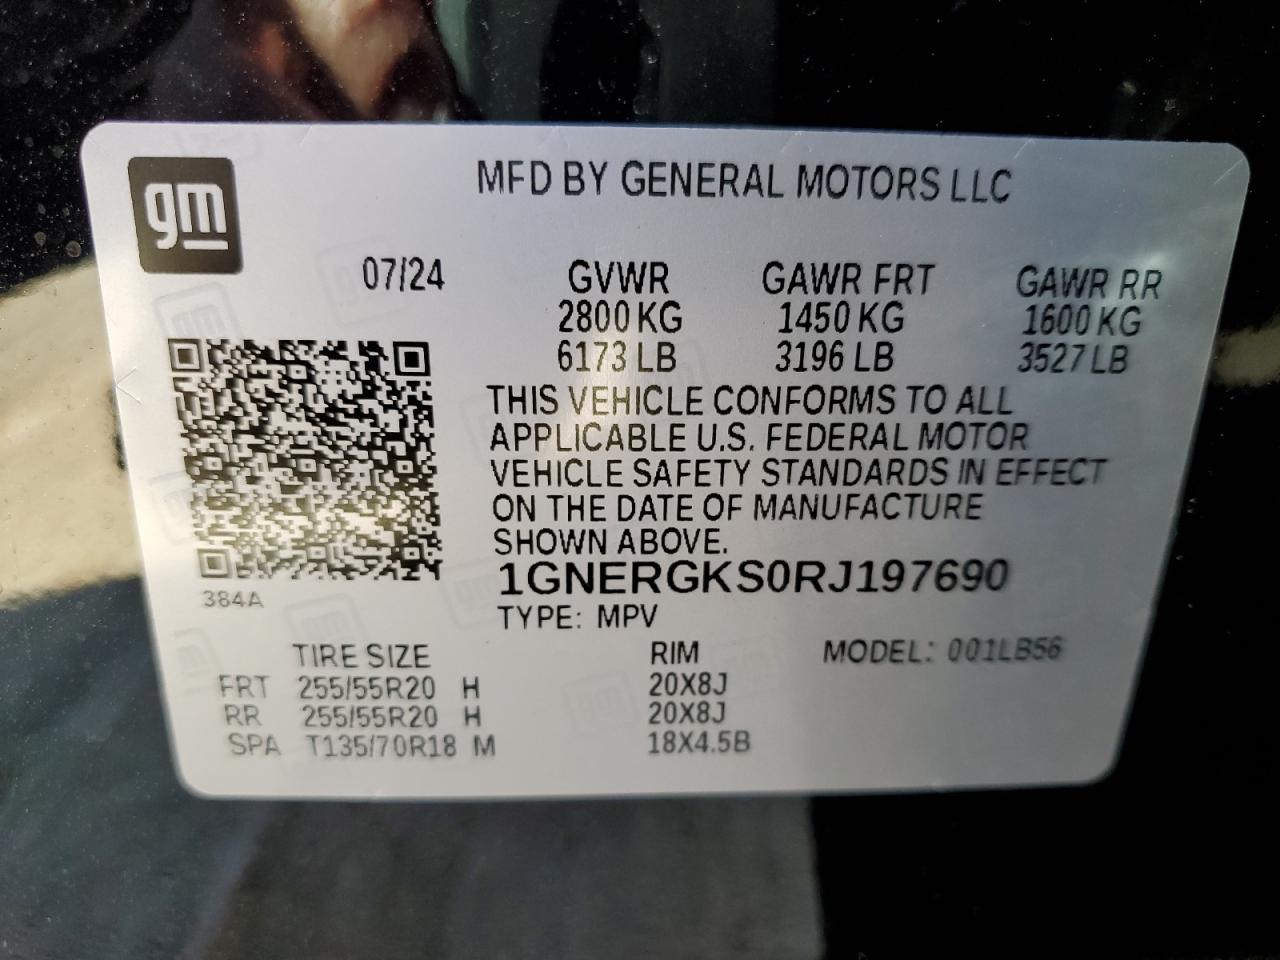 gm
MFD BY GENERAL MOTORS LLC
07/24 GVWR GAWR FRT GAWR RR
2800 KG 1450 KG 1600 KG
6173 LB 3196 LB 3527 LB
THIS VEHICLE CONFORMS TO ALL
APPLICABLE U.S. FEDERAL MOTOR
VEHICLE SAFETY STANDARDS IN EFFECT
ON THE DATE OF MANUFACTURE
SHOWN ABOVE.
1GNERGKS0RJ197690
384A
TYPE: MPV
TIRE SIZE RIM MODEL: 001LB56
FRT 255/55R20 H 20X8J
RR 255/55R20 H 20X8J
SPA T135/70R18 M 18X4.5B